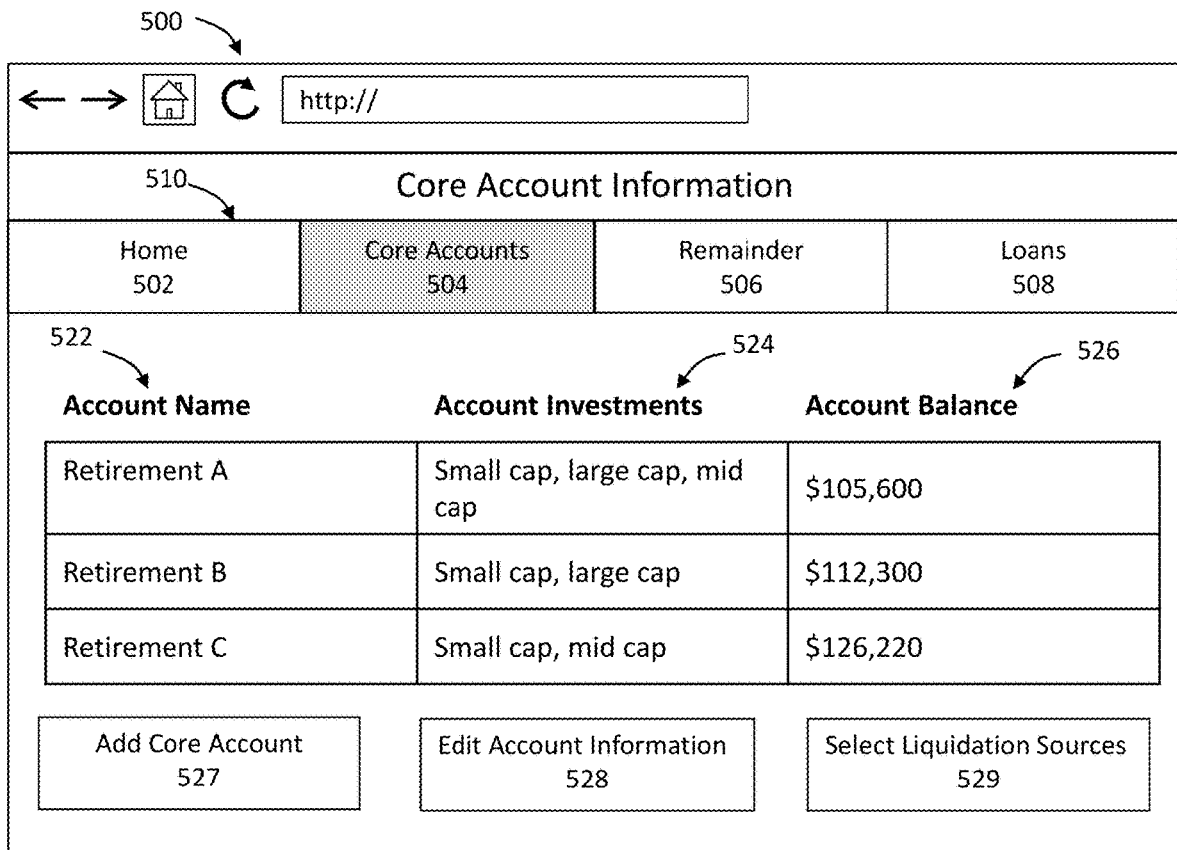 500
http://
510
Core Account Information
Home
502
Core Accounts
504
Remainder
506
Loans
508
522
524
526
Account Name
Account Investments
Account Balance
Retirement A
Small cap, large cap, mid
cap
$105,600
Retirement B
Small cap, large cap
$112,300
Retirement C
Small cap, mid cap
$126,220
Add Core Account
527
Edit Account Information
528
Select Liquidation Sources
529